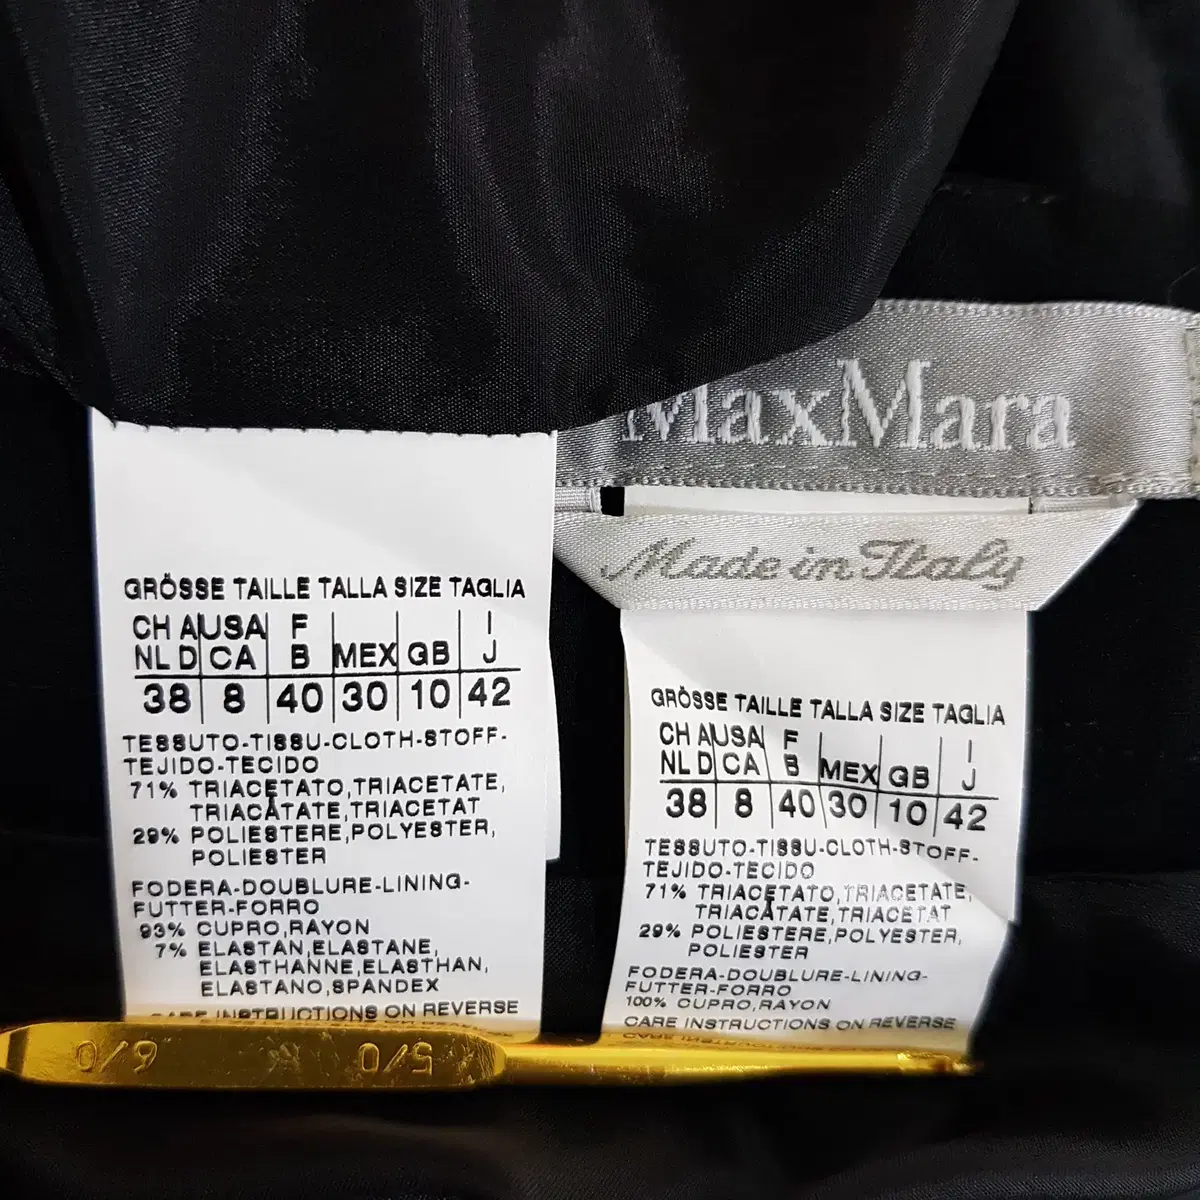 MaxMara
Made in Italy
GRÖSSE TAILLE TALLA SIZE TAGLIA
CH A USA F I
NL D CA B MEX GB J
38 8 40 30 10 42
TESSUTO-TISSU-CLOTH-STOFF-
TEJIDO-TECIDO
71% TRIACETATO,TRIACETATE,
TRIACÅTATE,TRIACETAT
29% POLIESTERE,POLYESTER,
POLIESTER
FODERA-DOUBLURE-LINING-
FUTTER-FORRO
93% CUPRO,RAYON
7% ELASTAN,ELASTANE,
ELASTHANNE,ELASTHAN,
ELASTANO,SPANDEX
CARE INSTRUCTIONS ON REVERSE
GRÖSSE TAILLE TALLA SIZE TAGLIA
CH A USA F I
NL D CA B MEX GB J
38 8 40 30 10 42
TESSUTO-TISSU-CLOTH-STOFF-
TEJIDO-TECIDO
71% TRIACETATO,TRIACETATE,
TRIACÅTATE,TRIACETAT
29% POLIESTERE,POLYESTER,
POLIESTER
FODERA-DOUBLURE-LINING-
FUTTER-FORRO
100% CUPRO,RAYON
CARE INSTRUCTIONS ON REVERSE
6/0 5/0